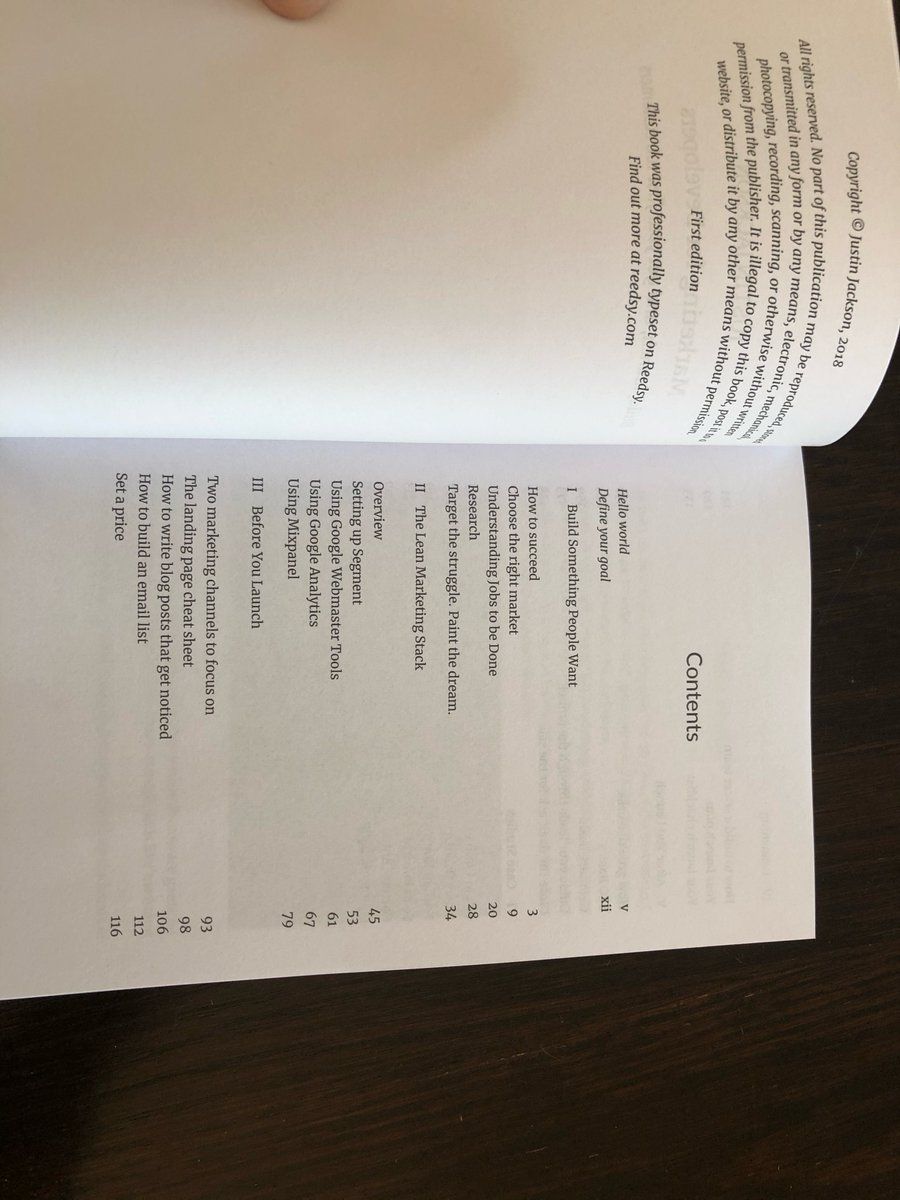 Copyright © Justin Jackson, 2018
All rights reserved. No part of this publication may be reproduced, stored
or transmitted in any form or by any means, electronic, mechanical,
photocopying, recording, scanning, or otherwise without written
permission from the publisher. It is illegal to copy this book, post it to a
website, or distribute it by any other means without permission.
First edition
This book was professionally typeset on Reedsy.
Find out more at reedsy.com
Contents
Hello world v
Define your goal xii
I Build Something People Want
How to succeed 3
Choose the right market 9
Understanding Jobs to be Done 20
Research 28
Target the struggle. Paint the dream. 34
II The Lean Marketing Stack
Overview 45
Setting up Segment 53
Using Google Webmaster Tools 61
Using Google Analytics 67
Using Mixpanel 79
III Before You Launch
Two marketing channels to focus on 93
The landing page cheat sheet 98
How to write blog posts that get noticed 106
How to build an email list 112
Set a price 116